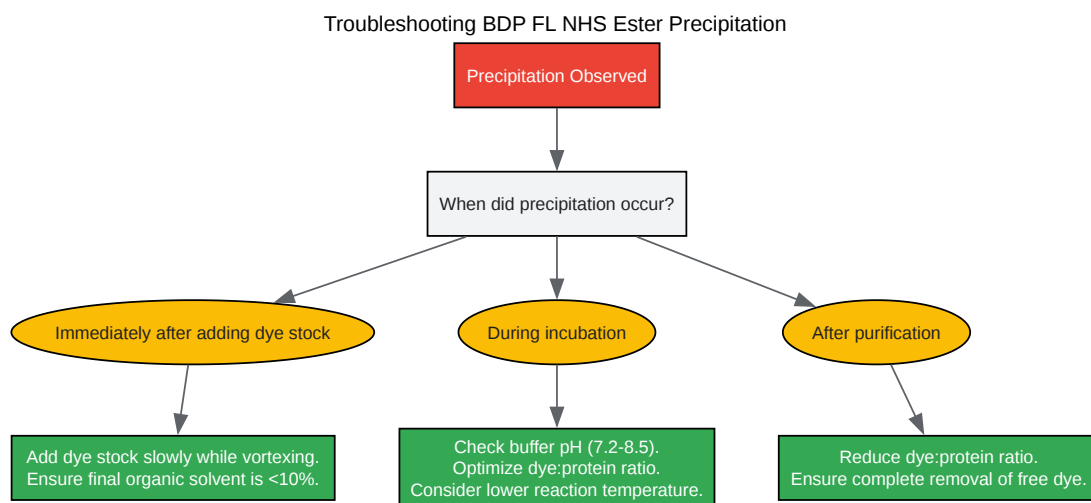 Troubleshooting BDP FL NHS Ester Precipitation
Precipitation Observed
When did precipitation occur?
Immediately after adding dye stock
During incubation
After purification
Add dye stock slowly while vortexing.
Ensure final organic solvent is <10%.
Check buffer pH (7.2-8.5).
Optimize dye:protein ratio.
Consider lower reaction temperature.
Reduce dye:protein ratio.
Ensure complete removal of free dye.